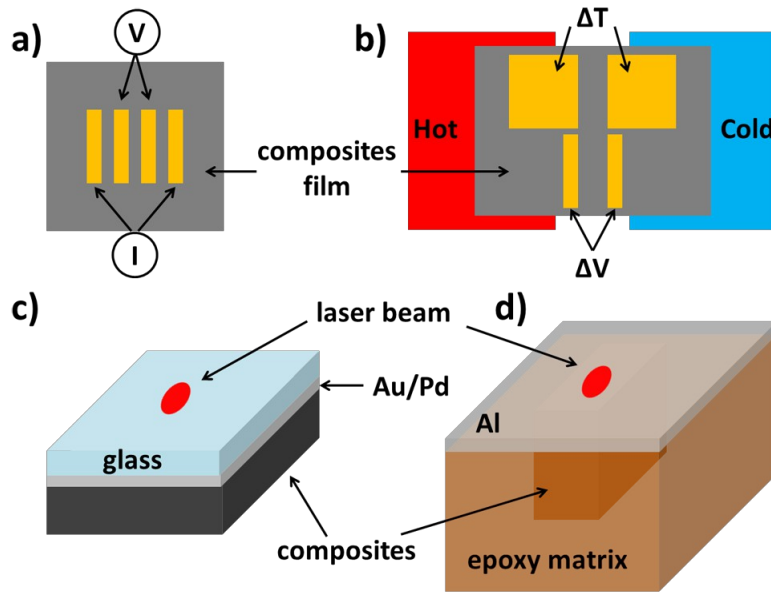 a)
V
b)
ΔT
Hot
Cold
composites
film
I
ΔV
c)
laser beam
d)
Au/Pd
Al
glass
composites
epoxy matrix